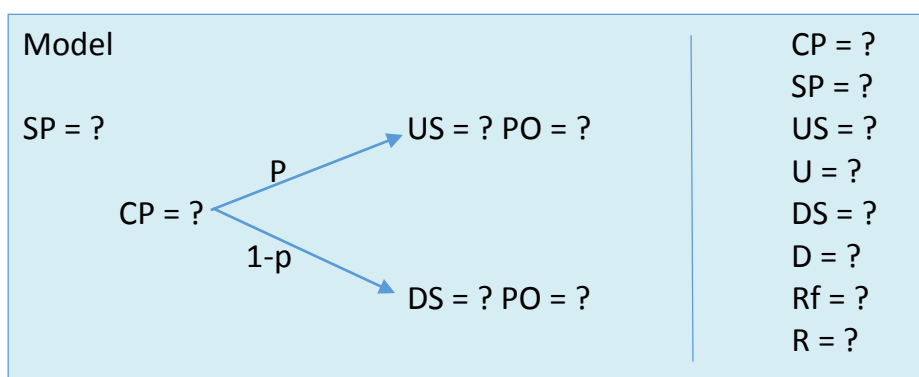 Model
SP = ?
US = ? PO = ?
P
CP = ?
1-p
DS = ? PO = ?
CP = ?
SP = ?
US = ?
U = ?
DS = ?
D = ?
Rf = ?
R = ?